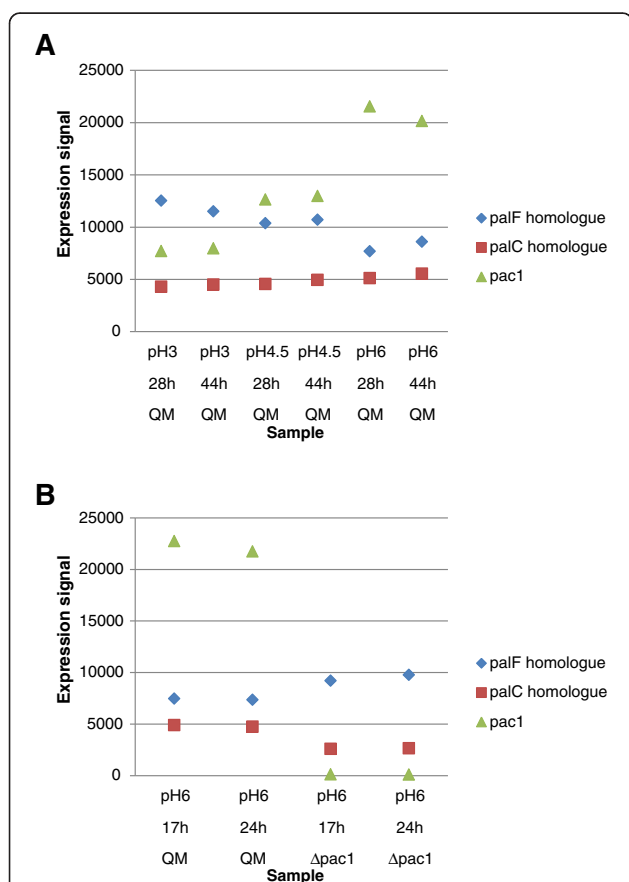 A
Expression signal
25000
20000
15000
10000
5000
0
pH3 pH3 pH4.5 pH4.5 pH6 pH6
28h 44h 28h 44h 28h 44h
QM QM QM QM QM QM
Sample
palF homologue
palC homologue
pac1
B
Expression signal
25000
20000
15000
10000
5000
0
pH6 pH6 pH6 pH6
17h 24h 17h 24h
QM QM Δpac1 Δpac1
Sample
palF homologue
palC homologue
pac1